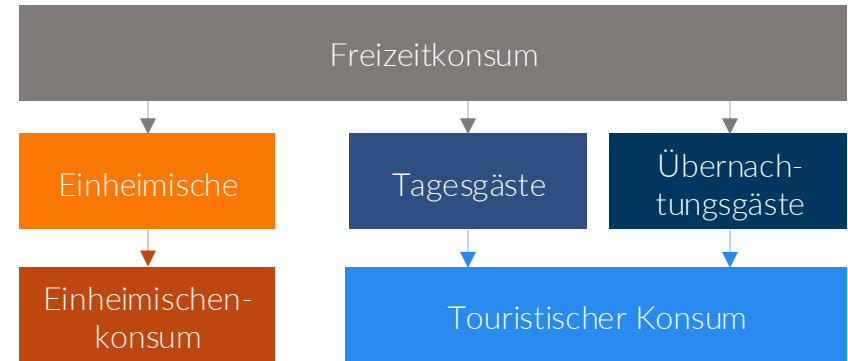 Freizeitkonsum
Einheimische
Tagesgäste
Übernach-
tungsgäste
Einheimischen-
konsum
Touristischer Konsum